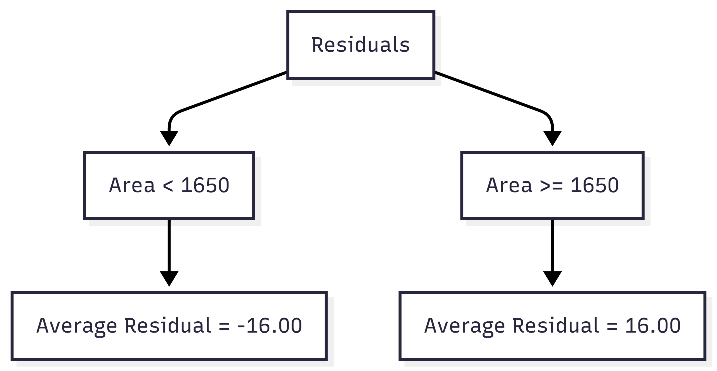 Residuals
Area < 1650
Area >= 1650
Average Residual = -16.00
Average Residual = 16.00